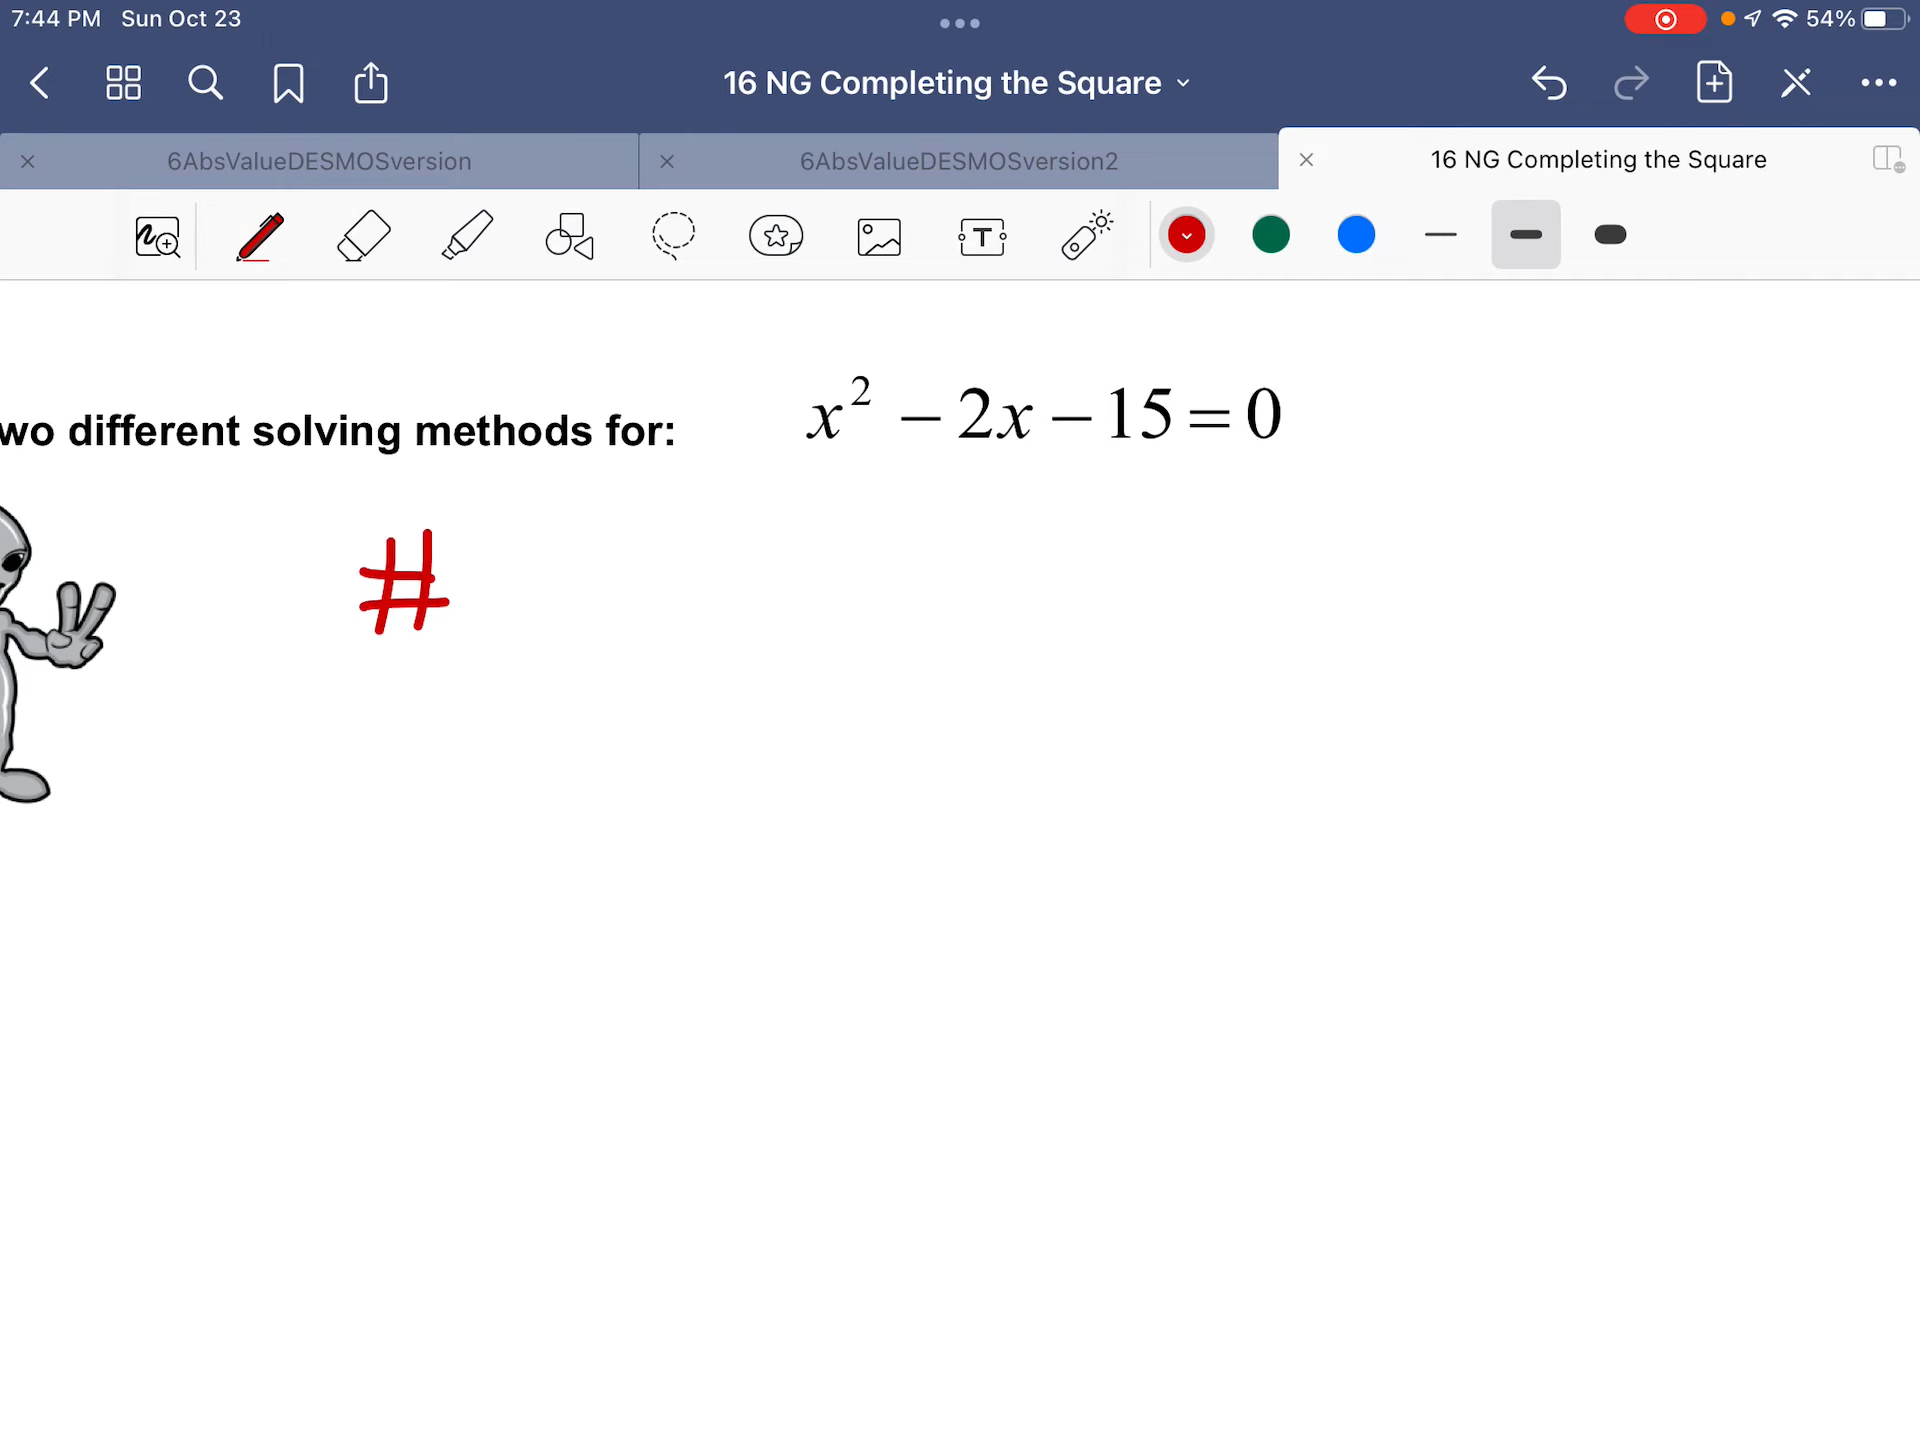 7:44 PM Sun Oct 23
54%
16 NG Completing the Square
6AbsValueDESMOSversion
6AbsValueDESMOSversion2
16 NG Completing the Square
T
wo different solving methods for: x² − 2x − 15 = 0
#